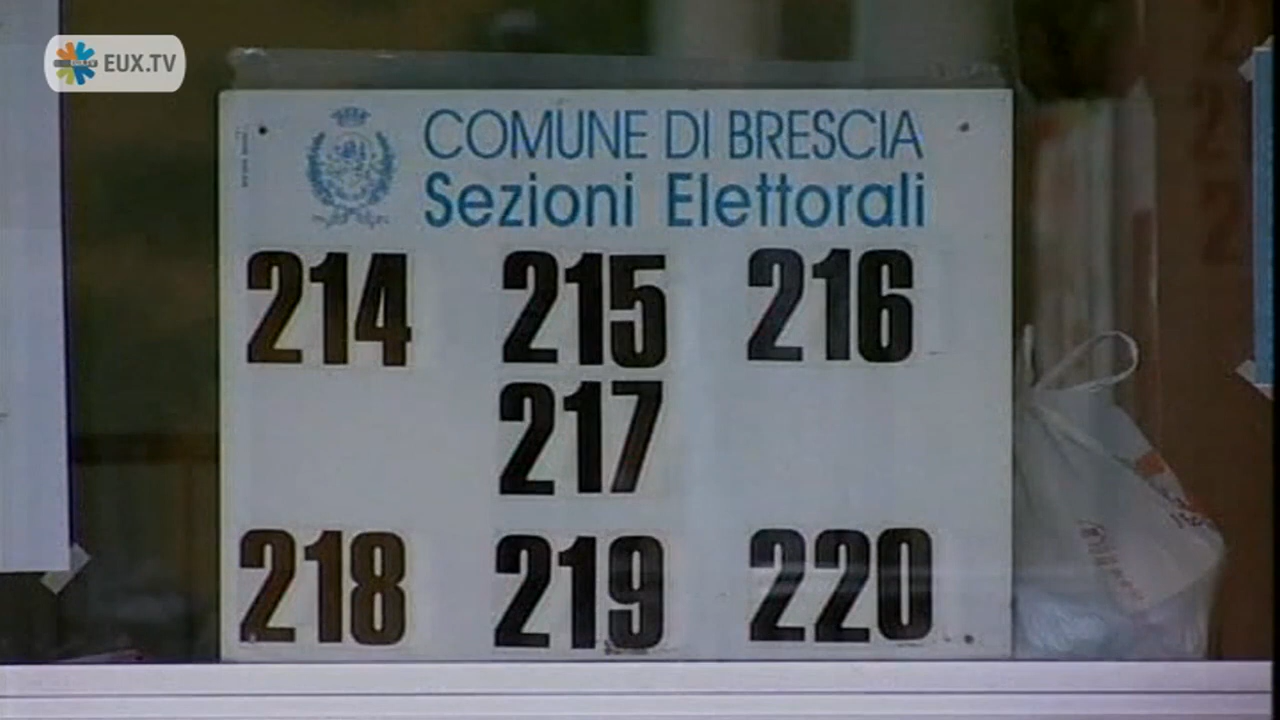 EUX.TV
COMUNE DI BRESCIA
Sezioni Elettorali
214 215 216
217
218 219 220